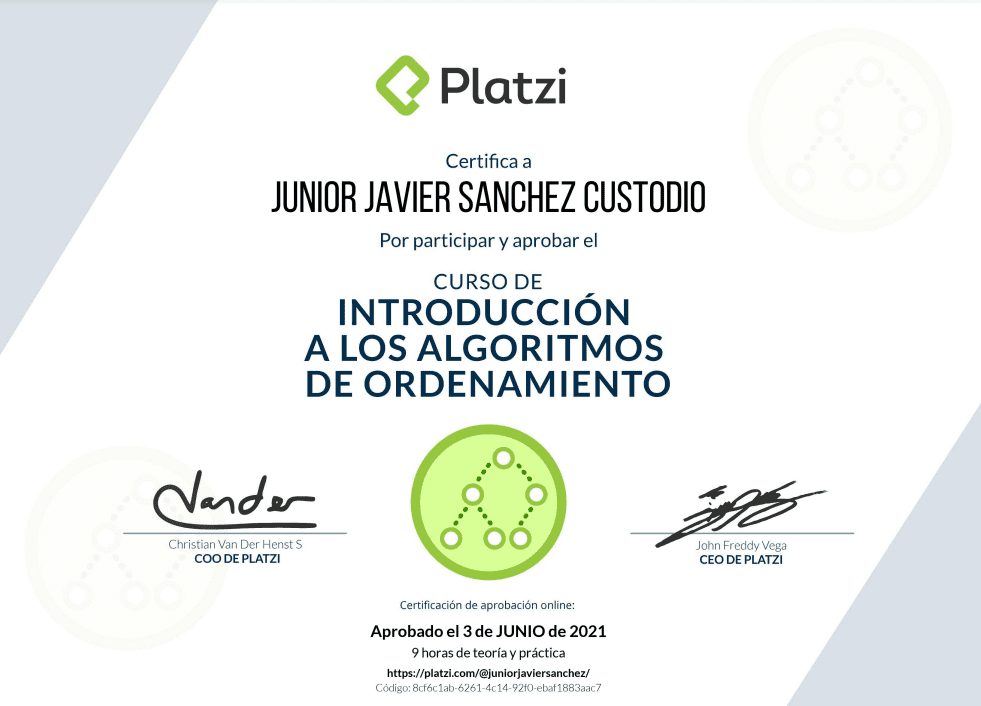 Platzi
Certifica a
JUNIOR JAVIER SANCHEZ CUSTODIO
Por participar y aprobar el
CURSO DE
INTRODUCCIÓN
A LOS ALGORITMOS
DE ORDENAMIENTO
Vander
Christian Van Der Henst S
COO DE PLATZI
John Freddy Vega
CEO DE PLATZI
Certificación de aprobación online:
Aprobado el 3 de JUNIO de 2021
9 horas de teoría y práctica
https://platzi.com/@juniorjaviersanchez/
Código: 8cf6c1ab-6261-4c14-92f0-ebaf1883aac7